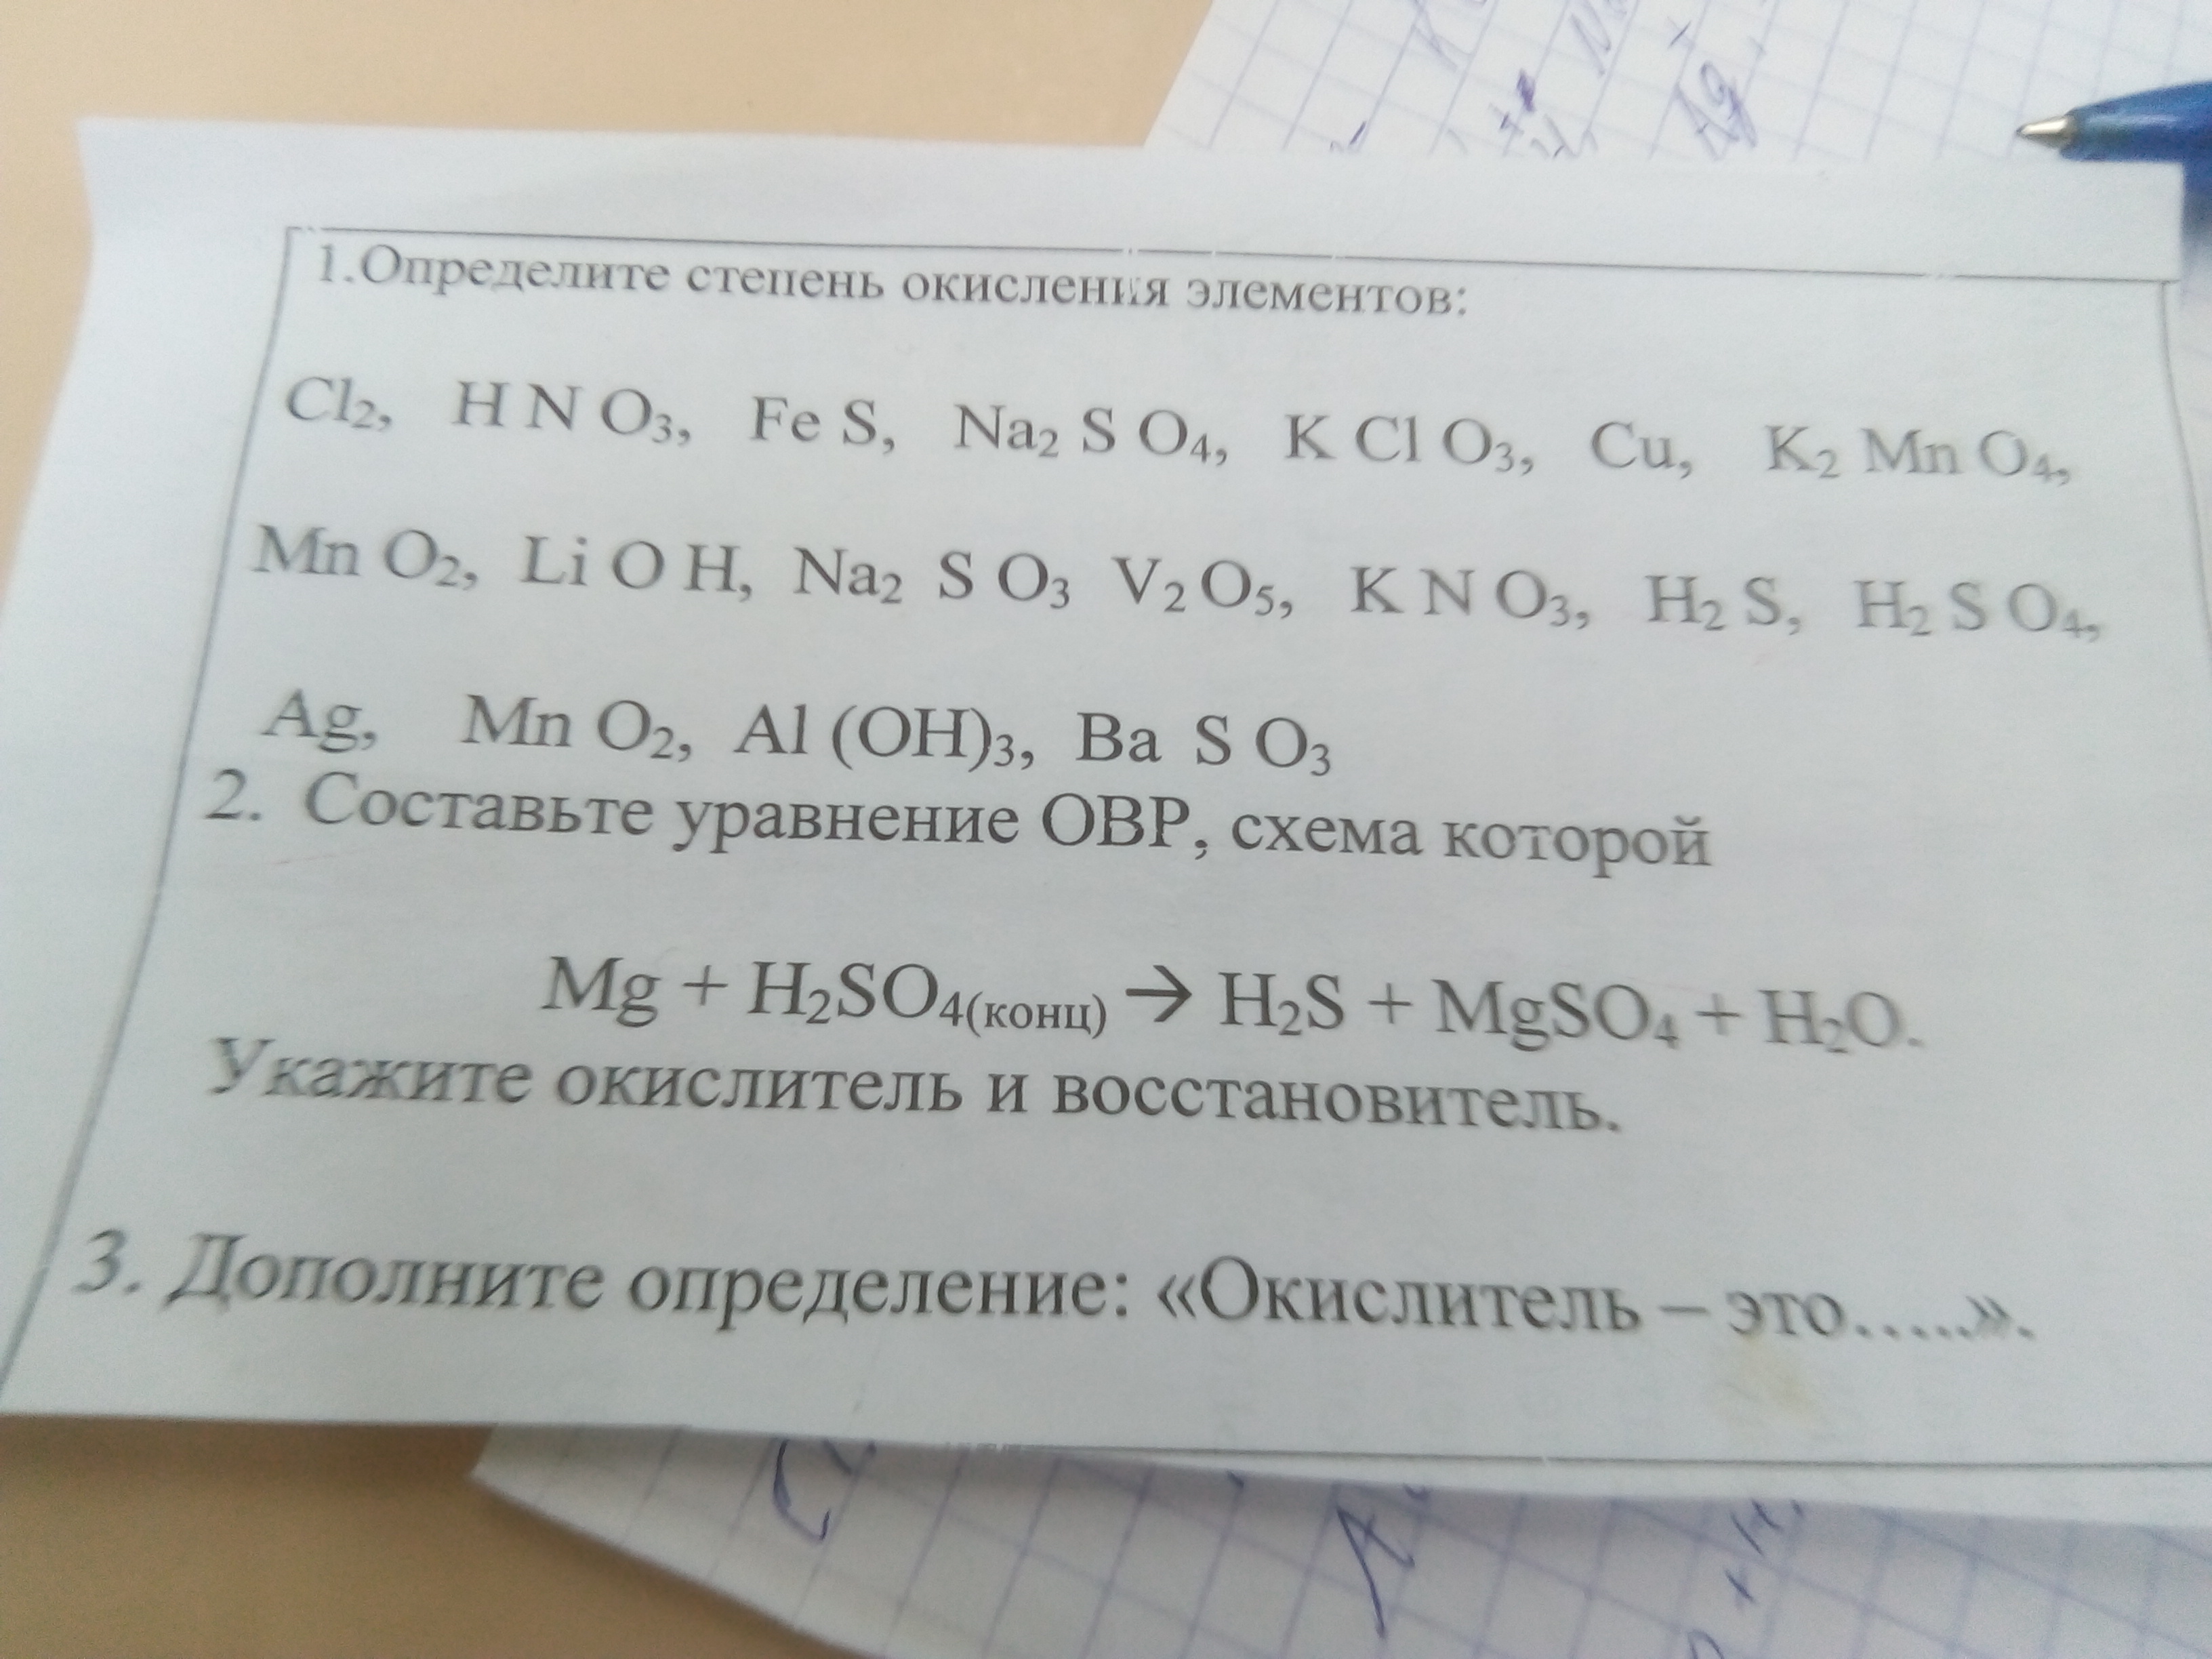 1.Определите степень окисления элементов:
Cl₂, H N O₃, Fe S, Na₂ S O₄, K Cl O₃, Cu, K₂ Mn O₄,
Mn O₂, Li O H, Na₂ S O₃ V₂ O₅, K N O₃, H₂ S, H₂ S O₄,
Ag, Mn O₂, Al (OH)₃, Ba S O₃
2. Составьте уравнение ОВР, схема которой
Mg + H₂SO₄(конц) → H₂S + MgSO₄ + H₂O.
Укажите окислитель и восстановитель.
3. Дополните определение: «Окислитель – это…..».